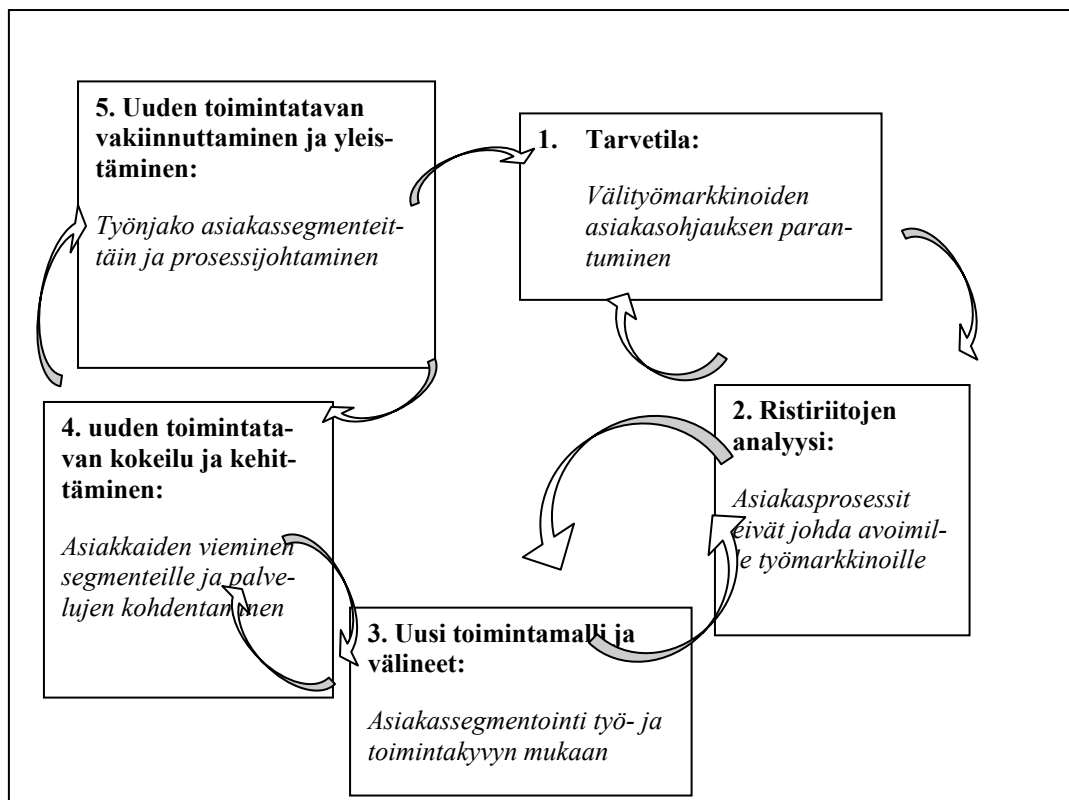 5. Uuden toimintatavan
vakiinnuttaminen ja yleis-
täminen:
Työnjako asiakassegmenteit-
täin ja prosessijohtaminen
1. Tarvetila:
Välityömarkkinoiden
asiakasohjauksen paran-
tuminen
2. Ristiriitojen
analyysi:
Asiakasprosessit
eivät johda avoimil-
le työmarkkinoille
4. uuden toimintata-
van kokeilu ja kehit-
täminen:
Asiakkaiden vieminen
segmenteille ja palve-
lujen kohdentaminen
3. Uusi toimintamalli ja
välineet:
Asiakassegmentointi työ- ja
toimintakyvyn mukaan